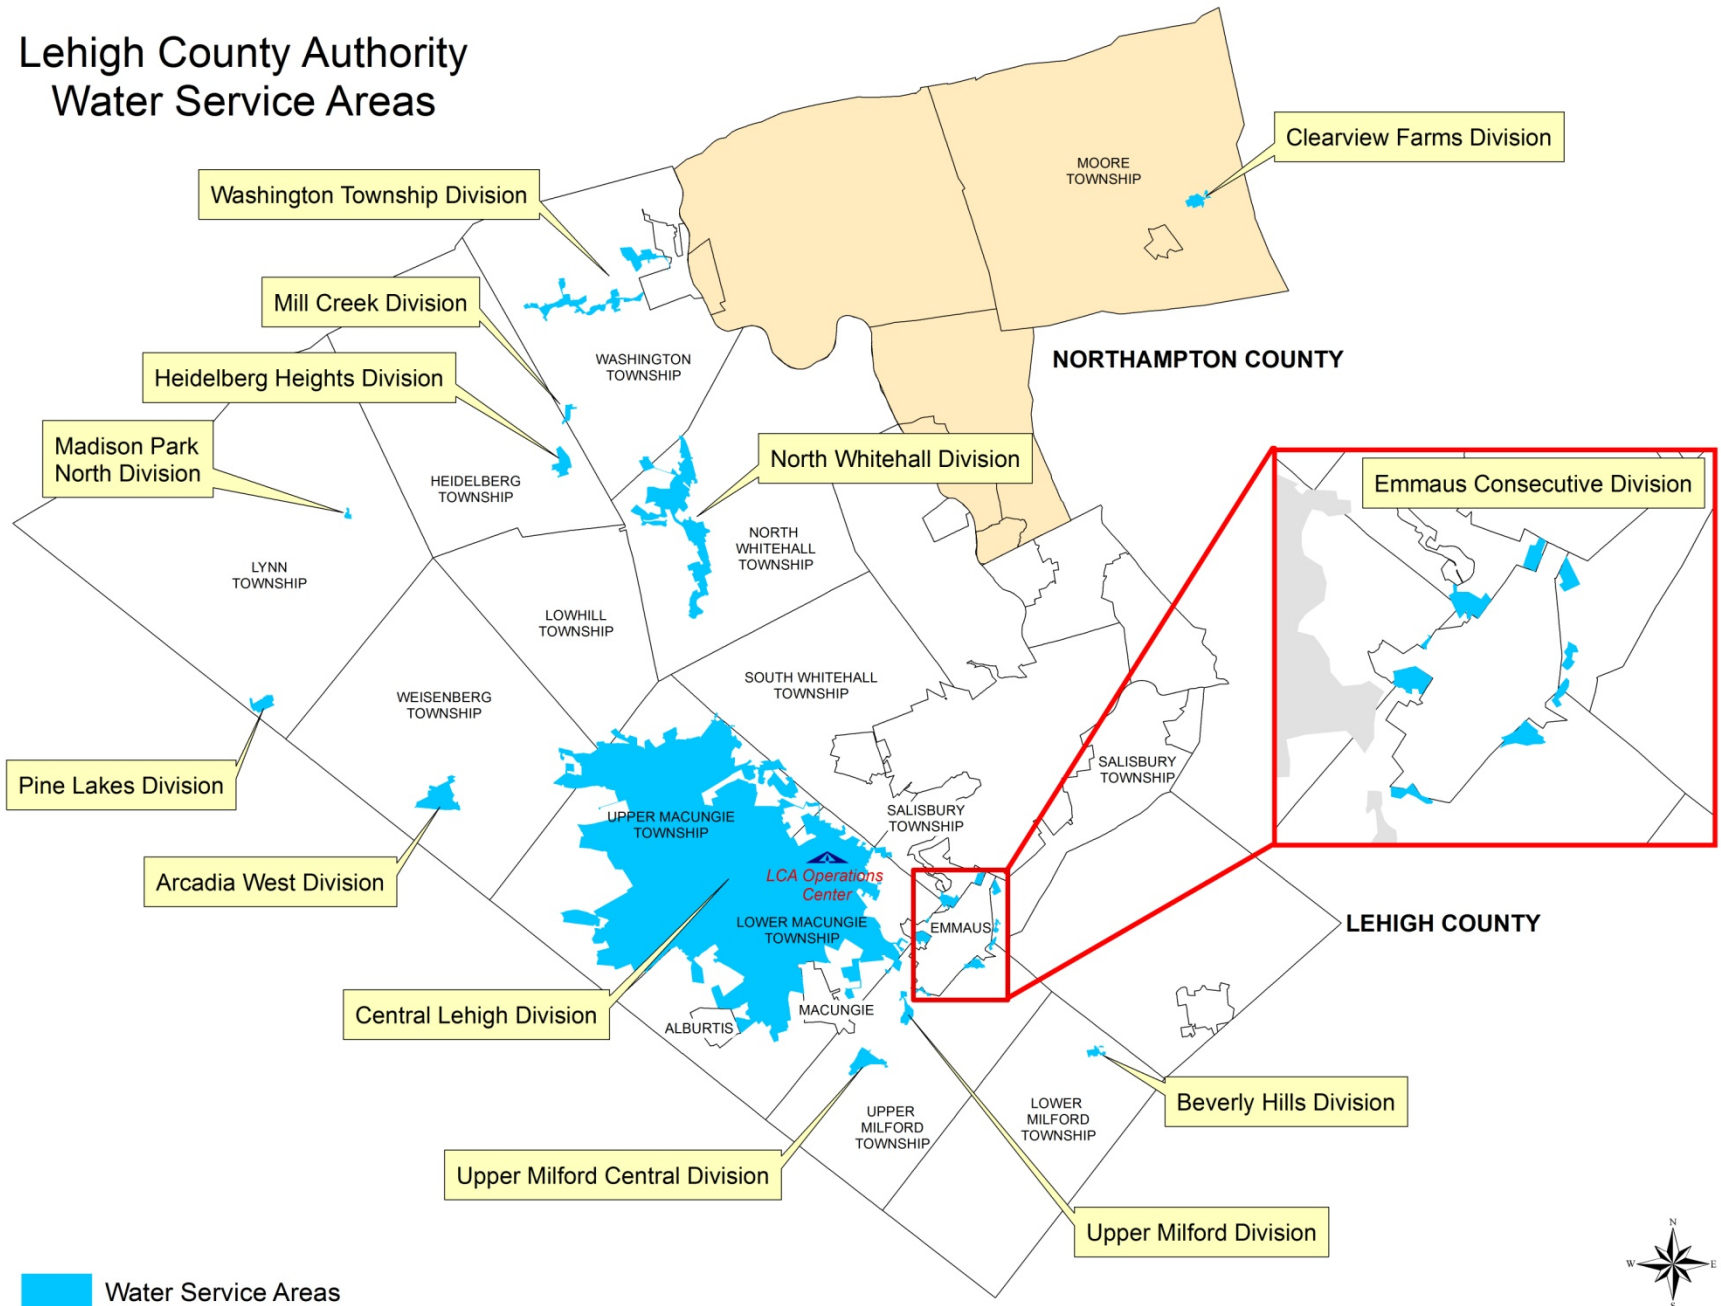 Lehigh County Authority
Water Service Areas
Clearview Farms Division
MOORE
TOWNSHIP
Washington Township Division
Mill Creek Division
WASHINGTON
TOWNSHIP
NORTHAMPTON COUNTY
Heidelberg Heights Division
Madison Park
North Division
North Whitehall Division
Emmaus Consecutive Division
HEIDELBERG
TOWNSHIP
NORTH
WHITEHALL
TOWNSHIP
LYNN
TOWNSHIP
LOWHILL
TOWNSHIP
SOUTH WHITEHALL
TOWNSHIP
WEISENBERG
TOWNSHIP
Pine Lakes Division
SALISBURY
TOWNSHIP
UPPER MACUNGIE
TOWNSHIP
SALISBURY
TOWNSHIP
Arcadia West Division
LCA Operations
Center
LOWER MACUNGIE
TOWNSHIP
EMMAUS
LEHIGH COUNTY
Central Lehigh Division
MACUNGIE
ALBURTIS
Beverly Hills Division
UPPER
MILFORD
TOWNSHIP
LOWER
MILFORD
TOWNSHIP
Upper Milford Central Division
Upper Milford Division
N
W
E
S
Water Service Areas